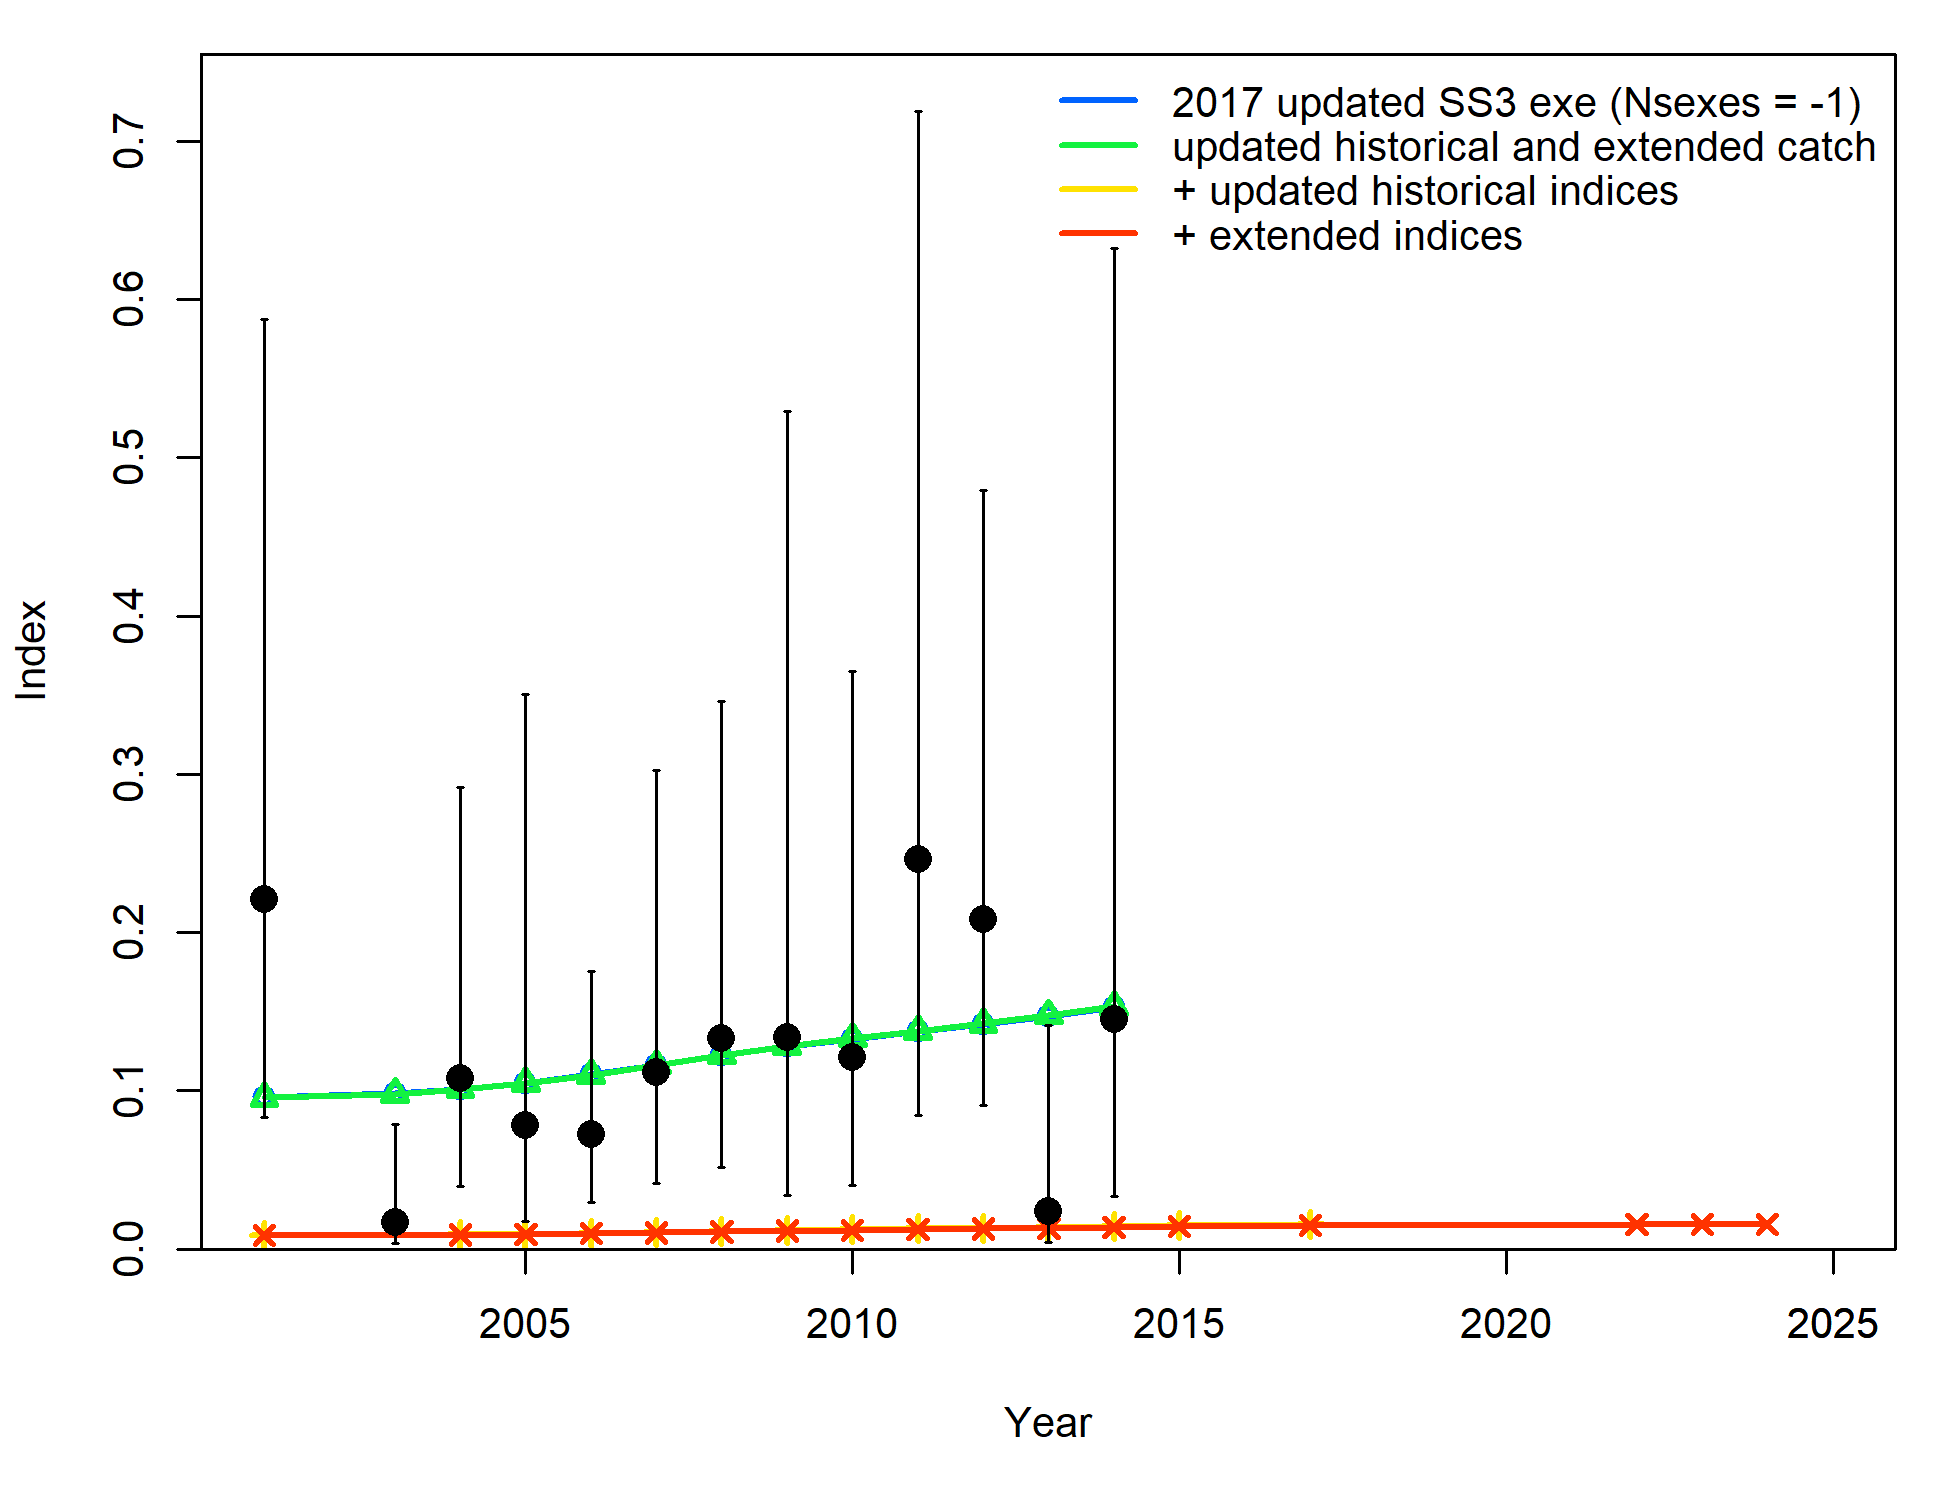 2017 updated SS3 exe (Nsexes = -1)
updated historical and extended catch
+ updated historical indices
+ extended indices
0.7
0.6
0.5
0.4
0.3
0.2
0.1
0.0
Index
2005 2010 2015 2020 2025
Year